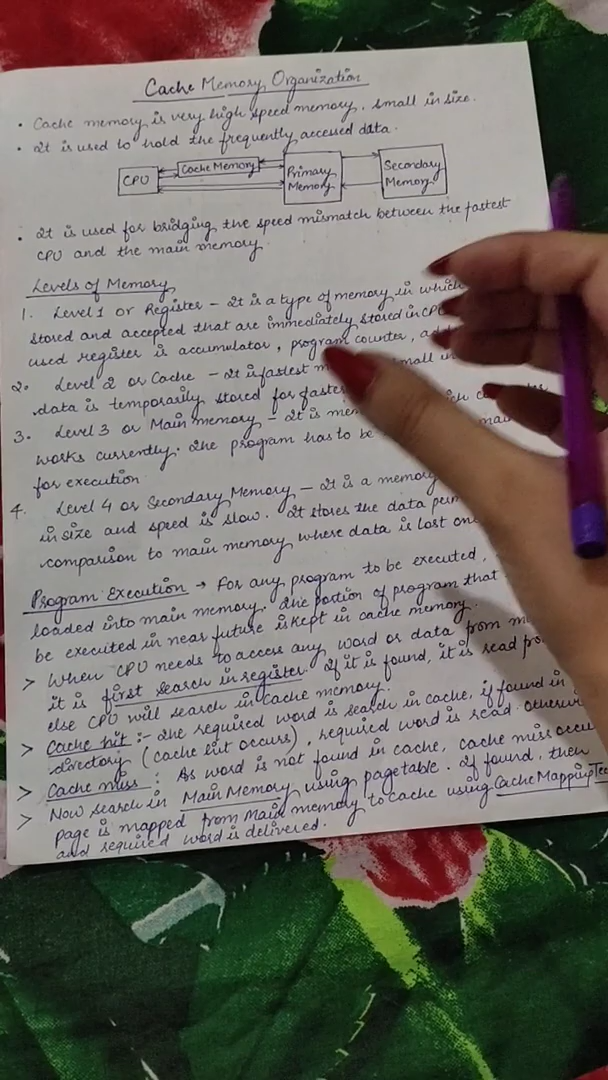 Cache Memory Organization
• Cache memory is very high speed memory, small in size.
• It is used to hold the frequently accessed data.
CPU
Cache Memory
Primary Memory
Secondary Memory
• It is used for bridging the speed mismatch between the fastest
CPU and the main memory.
Levels of Memory
1. Level 1 or Register – It is a type of memory in which
stored and accepted that are immediately stored in CP
used register is accumulator, program counter, ad
2. Level 2 or Cache – It is fastest small in
data is temporarily stored for faster
3. Level 3 or Main memory – It is mem
works currently. The program has to be main
for execution
4. Level 4 or Secondary Memory – It is a memory
in size and speed is slow. It stores the data perm
comparison to main memory where data is lost on
Program Execution → For any program to be executed,
loaded into main memory. The portion of program that
be executed in near future is kept in cache memory.
> When CPU needs to access any word or data from m
it is first search in register. If it is found, it is read fro
else CPU will search in cache memory.
> Cache hit :- The required word is search in cache, if found in
directory (cache hit occurs), required word is read. otherwi
> Cache miss : As word is not found in cache, cache miss occu
> Now search in Main Memory using page table. If found, then
page is mapped from Main memory to cache using Cache Mapping Tec
and required word is delivered.